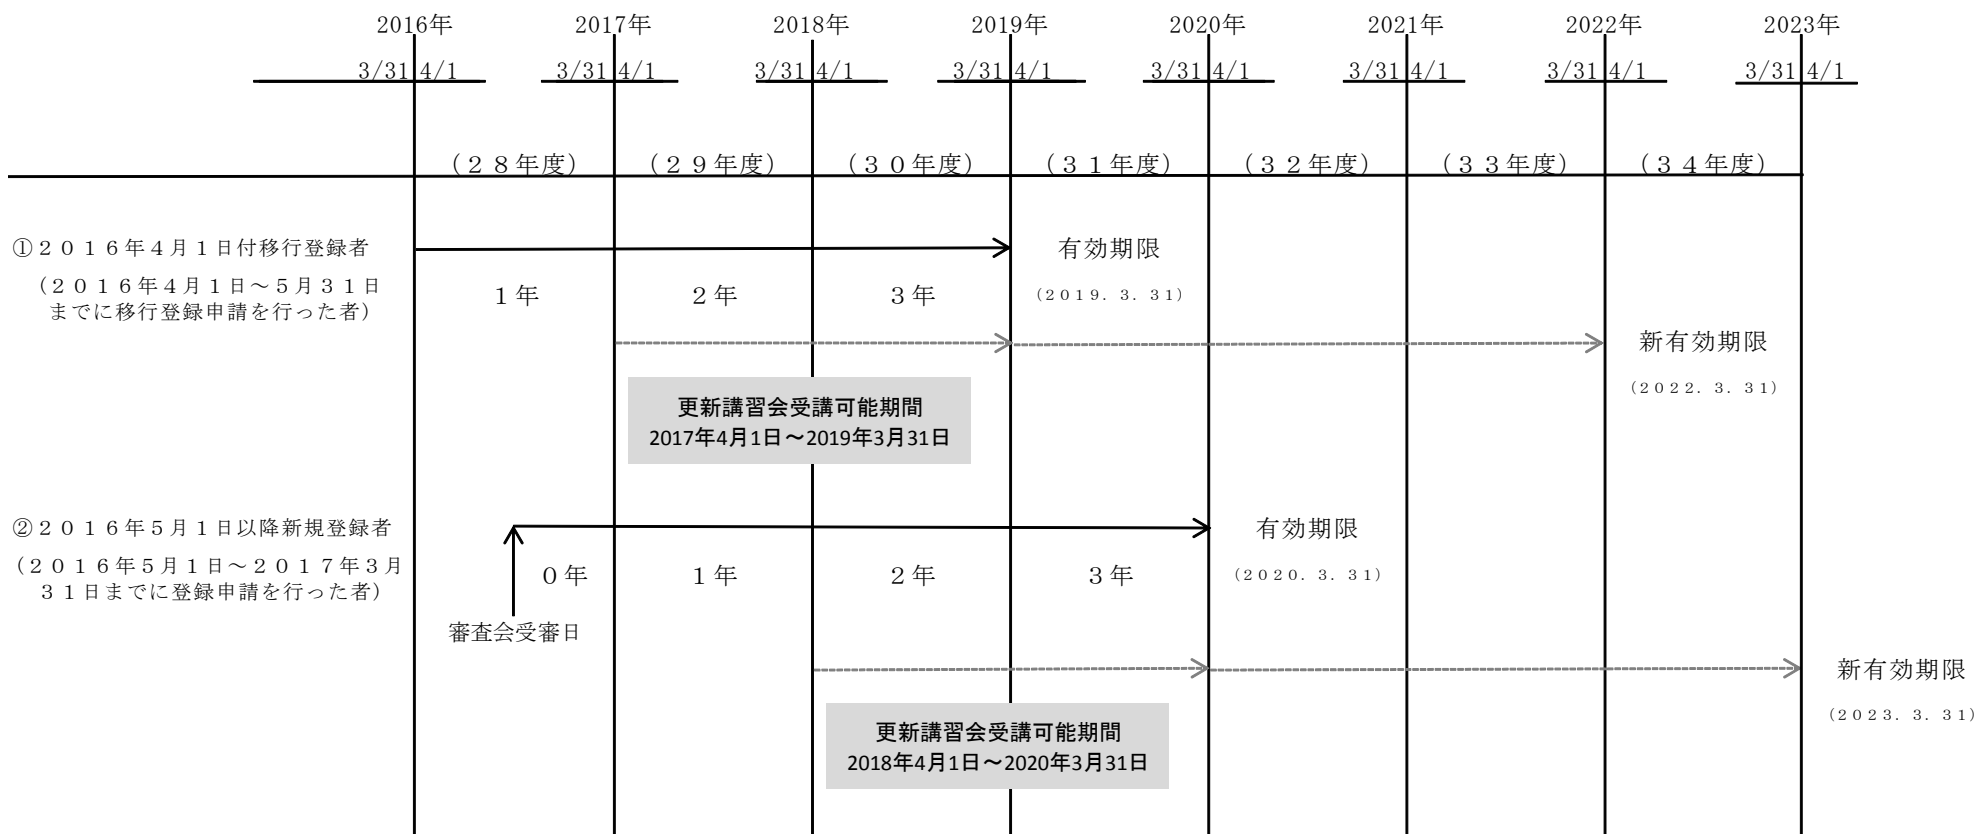 2016年 2017年 2018年 2019年 2020年 2021年 2022年 2023年
3/31 4/1 3/31 4/1 3/31 4/1 3/31 4/1 3/31 4/1 3/31 4/1 3/31 4/1 3/31 4/1
(２８年度) (２９年度) (３０年度) (３１年度) (３２年度) (３３年度) (３４年度)
①２０１６年４月１日付移行登録者
(２０１６年４月１日～５月３１日
までに移行登録申請を行った者)
１年 ２年 ３年
有効期限
(２０１９．３．３１)
新有効期限
(２０２２．３．３１)
更新講習会受講可能期間
2017年4月1日～2019年3月31日
②２０１６年５月１日以降新規登録者
(２０１６年５月１日～２０１７年３月
３１日までに登録申請を行った者)
０年 １年 ２年 ３年
有効期限
(２０２０．３．３１)
審査会受審日
新有効期限
(２０２３．３．３１)
更新講習会受講可能期間
2018年4月1日～2020年3月31日